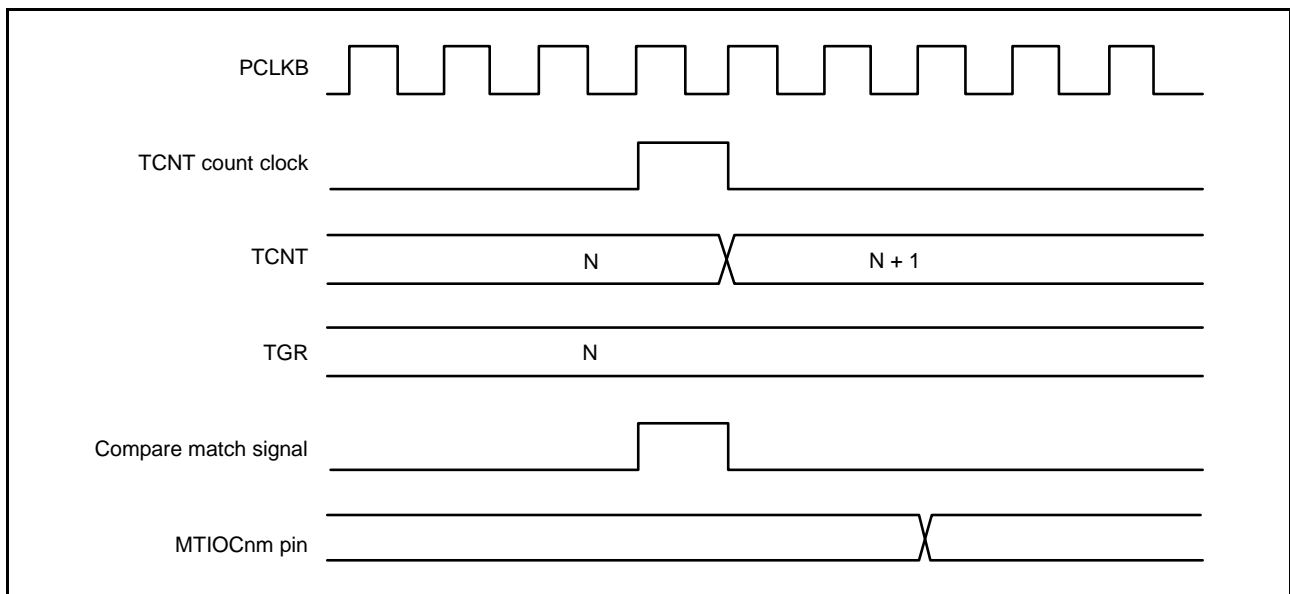 PCLKB
TCNT count clock
TCNT
N
N + 1
TGR
N
Compare match signal
MTIOCnm pin